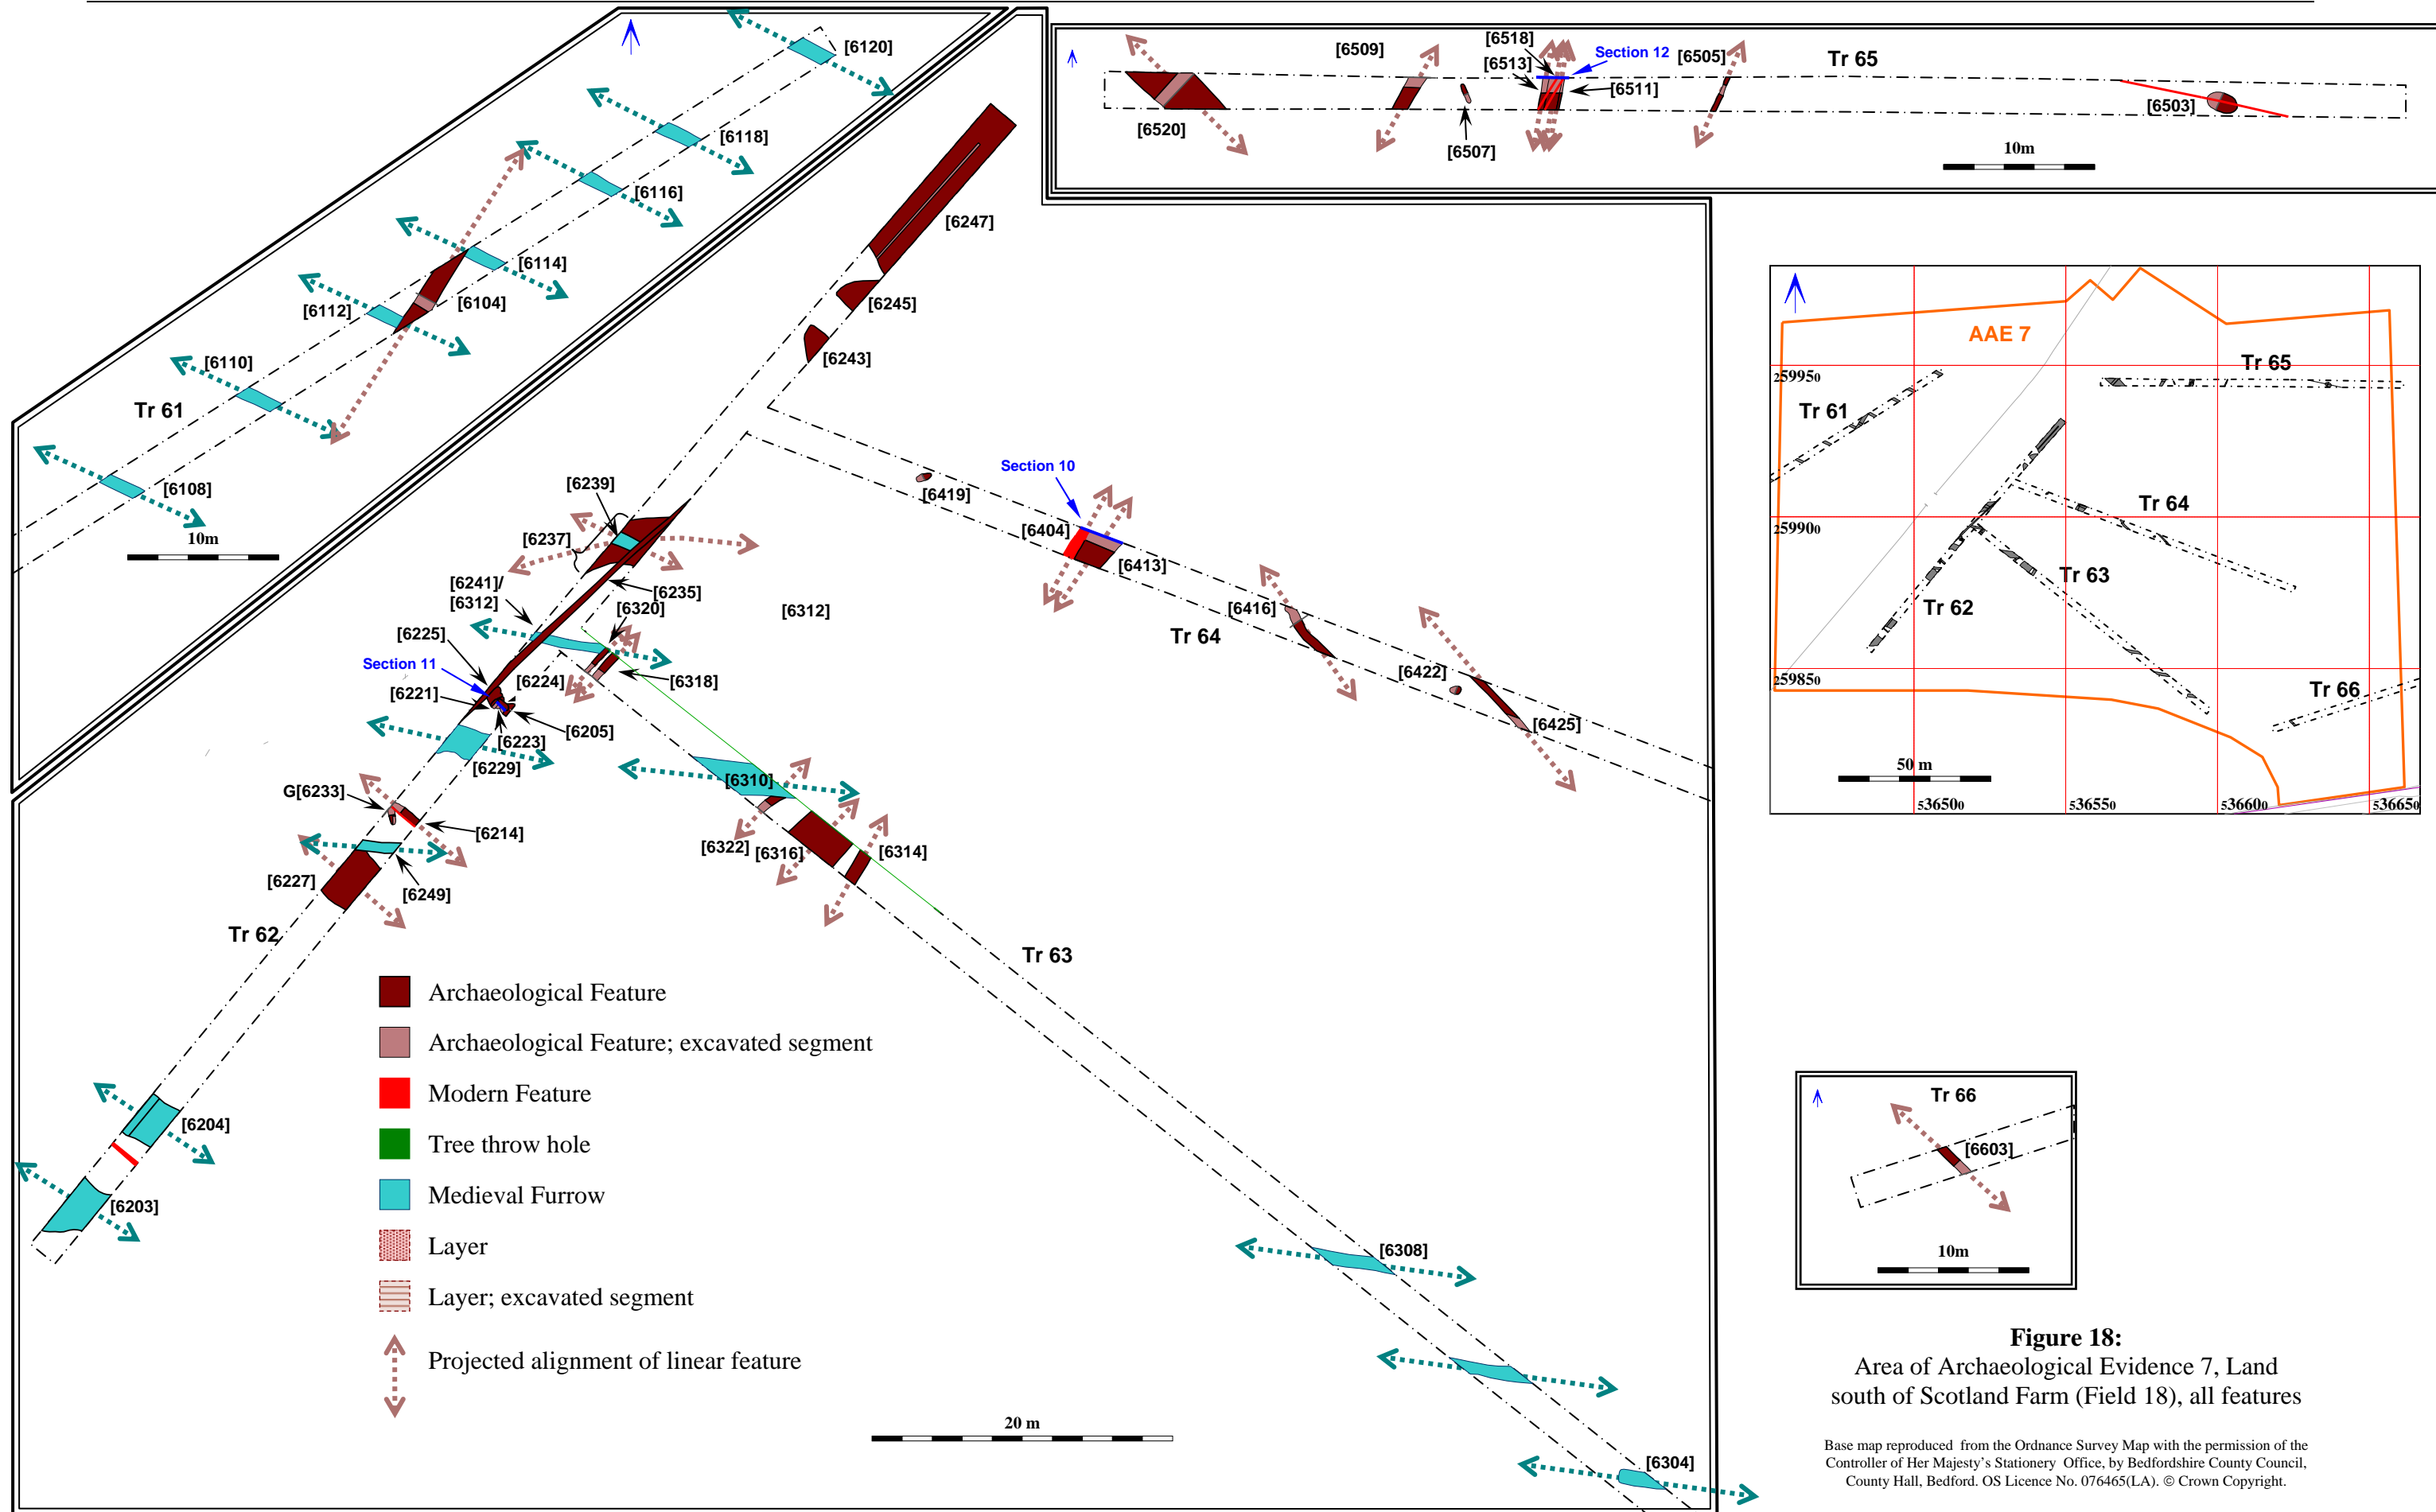 [6120]
[6118]
[6116]
[6114]
[6104]
[6112]
[6110]
Tr 61
[6108]
10m
[6509]
[6518]
[6513]
Section 12
[6505]
Tr 65
[6511]
[6520]
[6507]
[6503]
10m
[6247]
[6245]
[6243]
[6239]
[6237]
[6241]/
[6312]
[6235]
[6320]
[6312]
[6225]
Section 11
[6221]
[6224]
[6318]
[6223]
[6205]
[6229]
G[6233]
[6214]
[6227]
[6249]
Tr 62
[6204]
[6203]
Section 10
[6419]
[6404]
[6413]
[6416]
Tr 64
[6422]
[6425]
[6310]
[6322]
[6316]
[6314]
Tr 63
[6308]
[6304]
20 m
Archaeological Feature
Archaeological Feature; excavated segment
Modern Feature
Tree throw hole
Medieval Furrow
Layer
Layer; excavated segment
Projected alignment of linear feature
AAE 7
259950
Tr 65
Tr 61
Tr 64
259900
Tr 63
Tr 62
259850
Tr 66
50 m
536500
536550
536600
536650
Tr 66
[6603]
10m
Figure 18:
Area of Archaeological Evidence 7, Land
south of Scotland Farm (Field 18), all features
Base map reproduced from the Ordnance Survey Map with the permission of the
Controller of Her Majesty's Stationery Office, by Bedfordshire County Council,
County Hall, Bedford. OS Licence No. 076465(LA). © Crown Copyright.